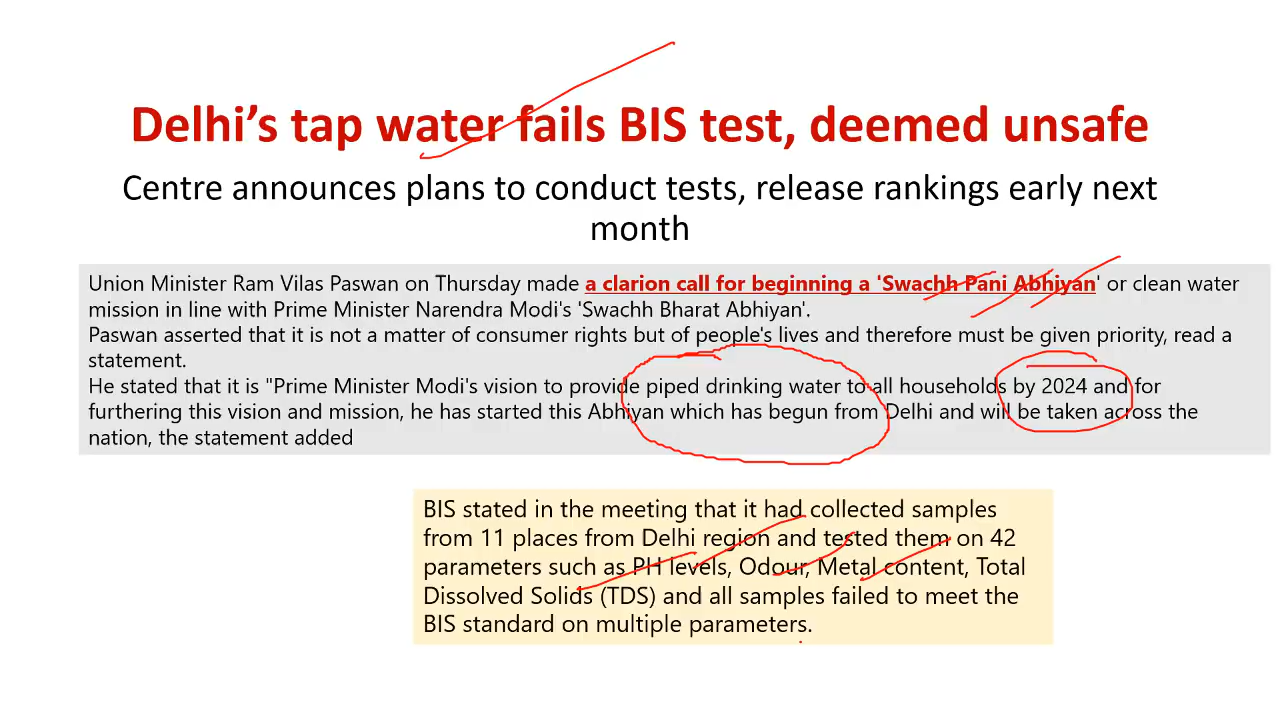 Delhi’s tap water fails BIS test, deemed unsafe
Centre announces plans to conduct tests, release rankings early next
month
Union Minister Ram Vilas Paswan on Thursday made a clarion call for beginning a 'Swachh Pani Abhiyan' or clean water
mission in line with Prime Minister Narendra Modi's 'Swachh Bharat Abhiyan'.
Paswan asserted that it is not a matter of consumer rights but of people's lives and therefore must be given priority, read a
statement.
He stated that it is "Prime Minister Modi's vision to provide piped drinking water to all households by 2024 and for
furthering this vision and mission, he has started this Abhiyan which has begun from Delhi and will be taken across the
nation, the statement added
BIS stated in the meeting that it had collected samples
from 11 places from Delhi region and tested them on 42
parameters such as PH levels, Odour, Metal content, Total
Dissolved Solids (TDS) and all samples failed to meet the
BIS standard on multiple parameters.